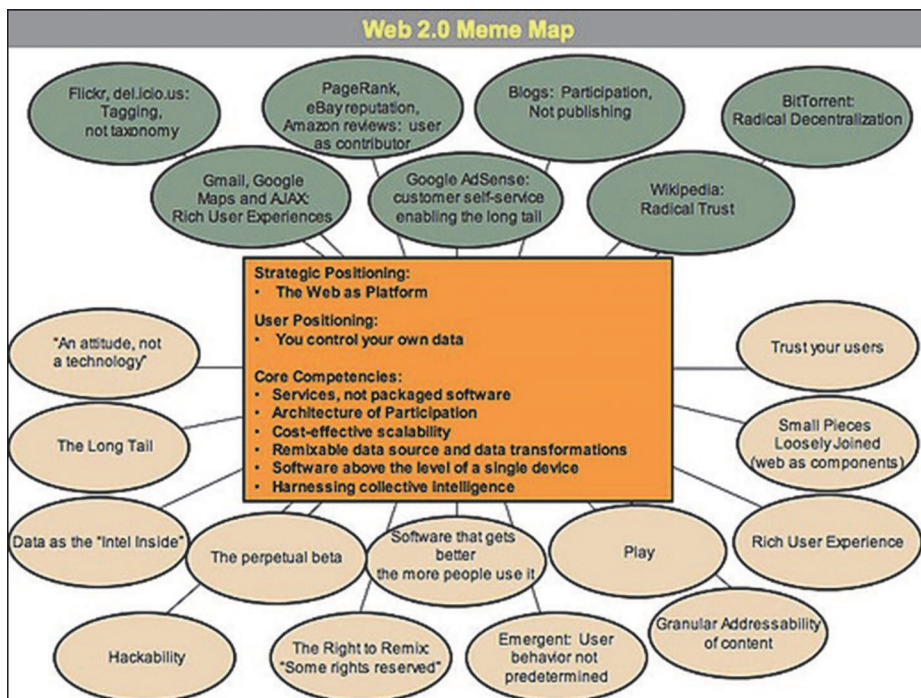 Web 2.0 Meme Map
Flickr, del.icio.us:
Tagging,
not taxonomy
PageRank,
eBay reputation,
Amazon reviews: user
as contributor
Blogs: Participation,
Not publishing
BitTorrent:
Radical Decentralization
Gmail, Google
Maps and AJAX:
Rich User Experiences
Google AdSense:
customer self-service
enabling the long tail
Wikipedia:
Radical Trust
Strategic Positioning:
• The Web as Platform
User Positioning:
• You control your own data
Core Competencies:
• Services, not packaged software
• Architecture of Participation
• Cost-effective scalability
• Remixable data source and data transformations
• Software above the level of a single device
• Harnessing collective intelligence
"An attitude, not
a technology"
Trust your users
The Long Tail
Small Pieces
Loosely Joined
(web as components)
Data as the "Intel Inside"
The perpetual beta
Software that gets
better
the more people use it
Play
Rich User Experience
Hackability
The Right to Remix:
"Some rights reserved"
Emergent: User
behavior not
predetermined
Granular Addressability
of content